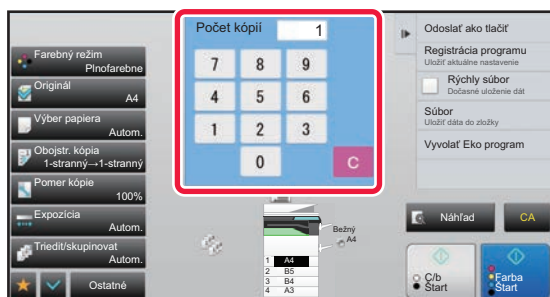 Farebný režim
Plnofarebne
Originál
A4
Výber papiera
Autom.
Obojstr. kópia
1-stranný→1-stranný
Pomer kópie
100%
Expozícia
Autom.
Triediť/skupinovat
Autom.
Ostatné
Počet kópií 1
7 8 9
4 5 6
1 2 3
0 C
Bežný
A4
1 A4
2 B5
3 B4
4 A3
Odoslať ako tlačiť
Registrácia programu
Uložiť aktuálne nastavenie
Rýchly súbor
Dočasné uloženie dát
Súbor
Uložiť dáta do zložky
Vyvolať Eko program
Náhľad
CA
Č/b
Štart
Farba
Štart